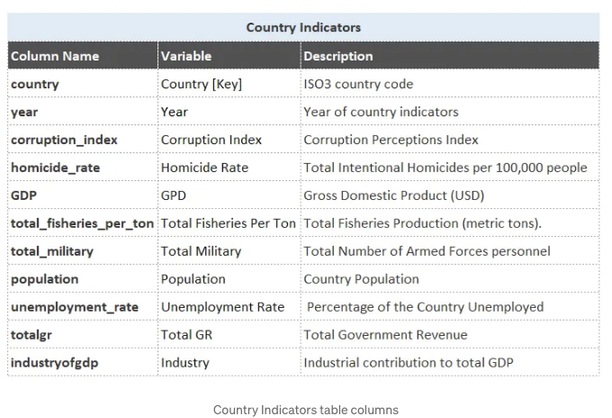 Country Indicators
Column Name Variable Description
country Country [Key] ISO3 country code
year Year Year of country indicators
corruption_index Corruption Index Corruption Perceptions Index
homicide_rate Homicide Rate Total Intentional Homicides per 100,000 people
GDP GPD Gross Domestic Product (USD)
total_fisheries_per_ton Total Fisheries Per Ton Total Fisheries Production (metric tons).
total_military Total Military Total Number of Armed Forces personnel
population Population Country Population
unemployment_rate Unemployment Rate Percentage of the Country Unemployed
totalgr Total GR Total Government Revenue
industryofgdp Industry Industrial contribution to total GDP
Country Indicators table columns